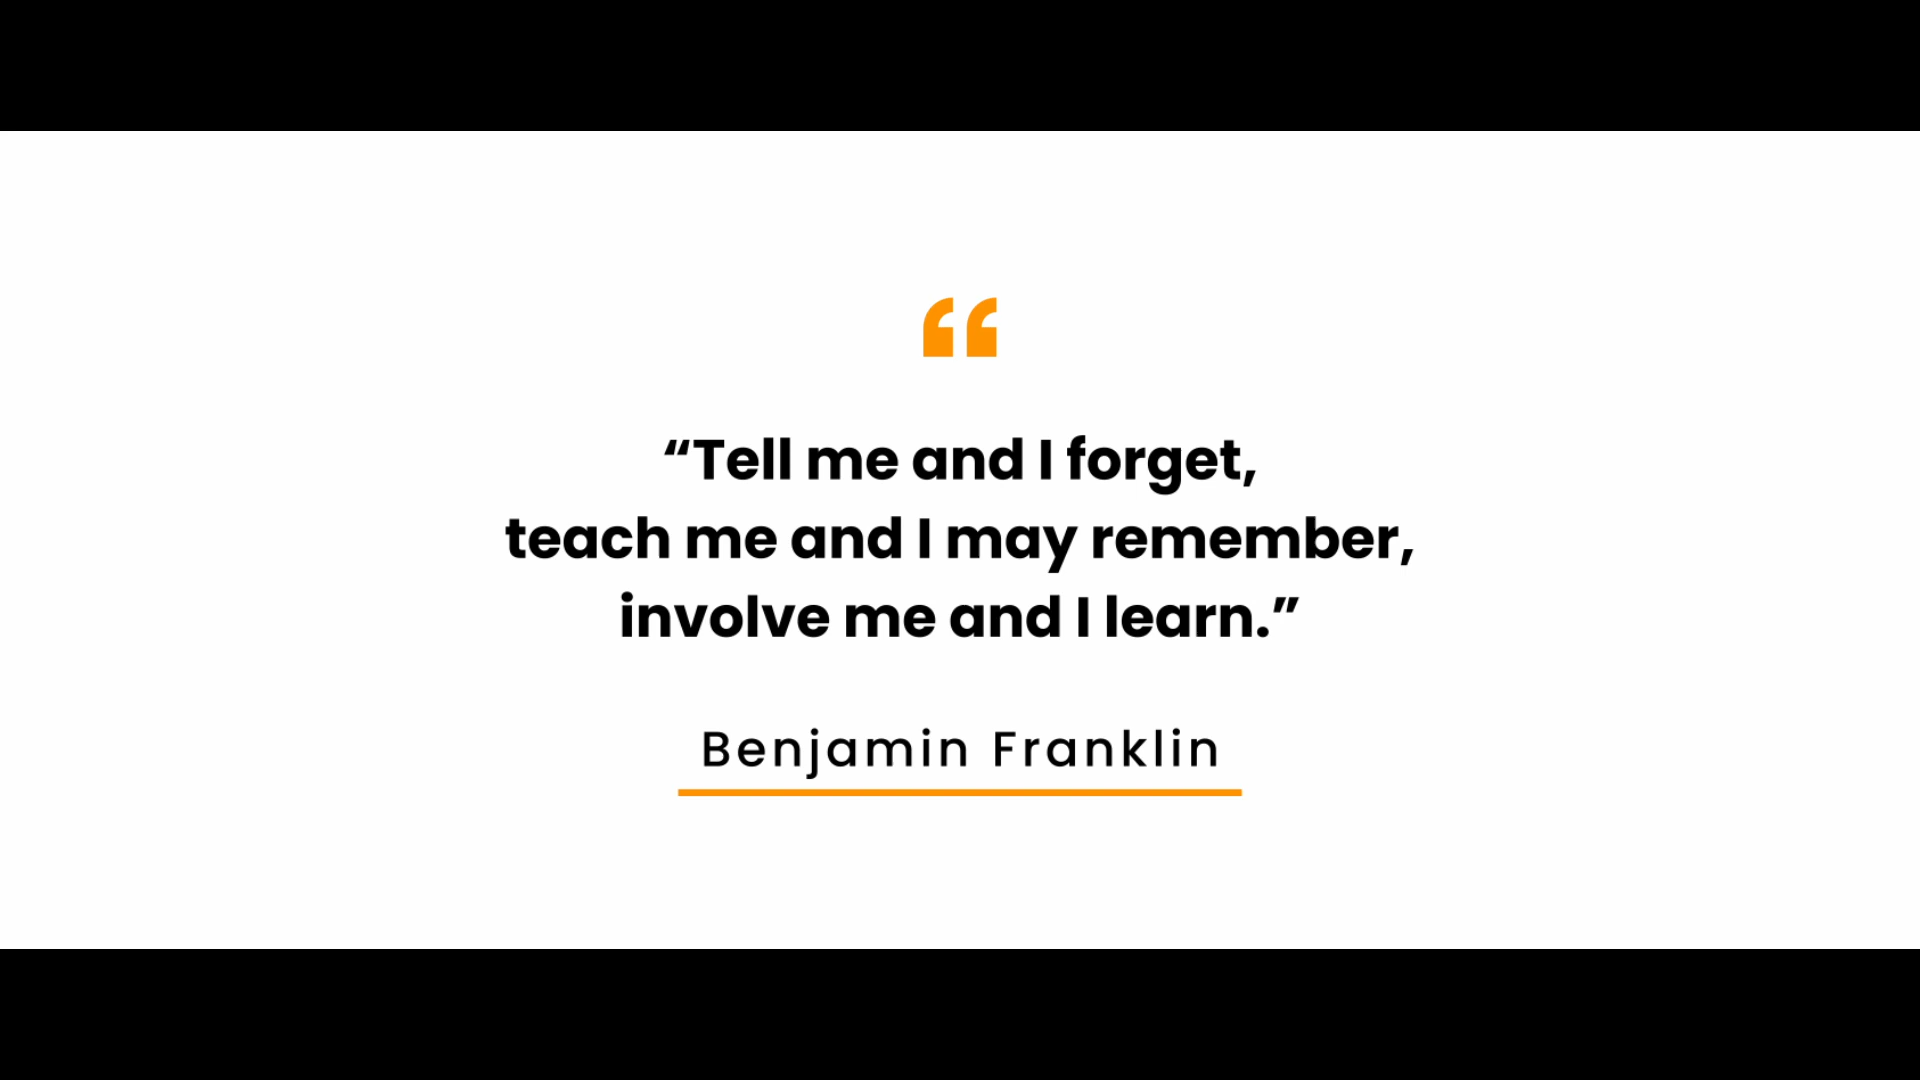 “Tell me and I forget,
teach me and I may remember,
involve me and I learn.”
Benjamin Franklin